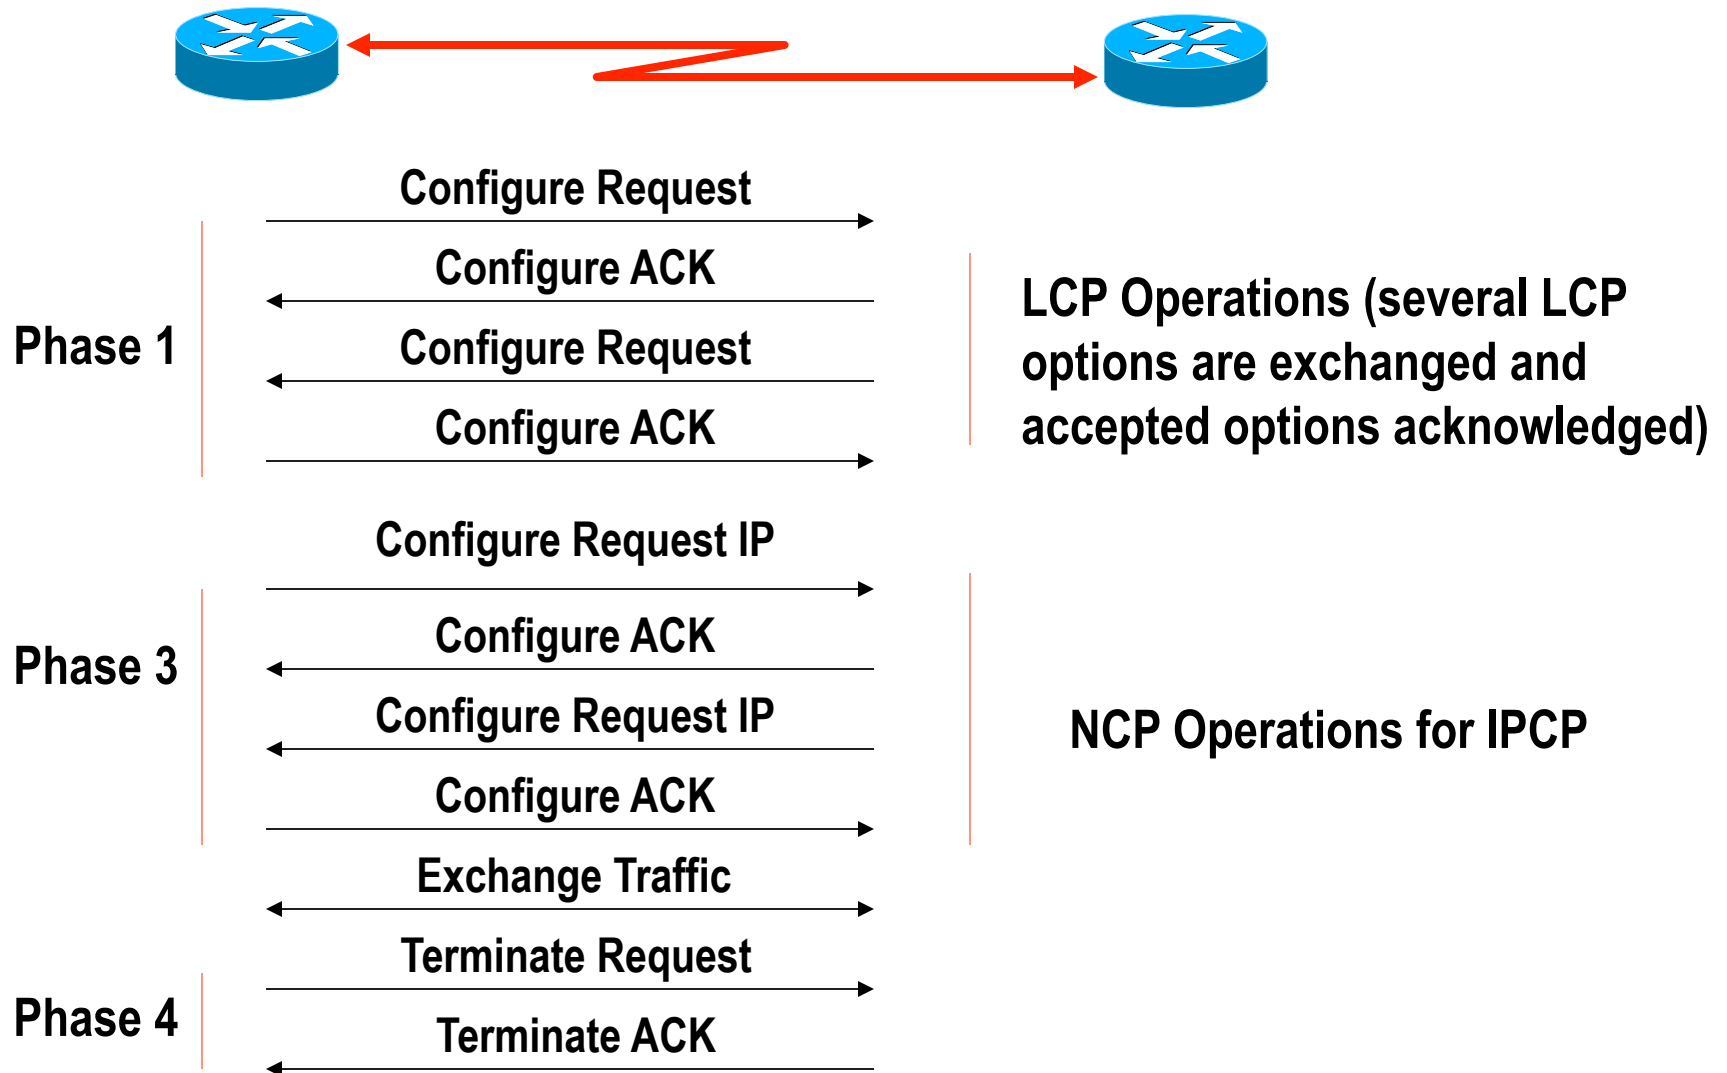 Configure Request
Configure ACK
Phase 1
Configure Request
Configure ACK
LCP Operations (several LCP
options are exchanged and
accepted options acknowledged)
Configure Request IP
Configure ACK
Phase 3
Configure Request IP
Configure ACK
NCP Operations for IPCP
Exchange Traffic
Terminate Request
Phase 4
Terminate ACK